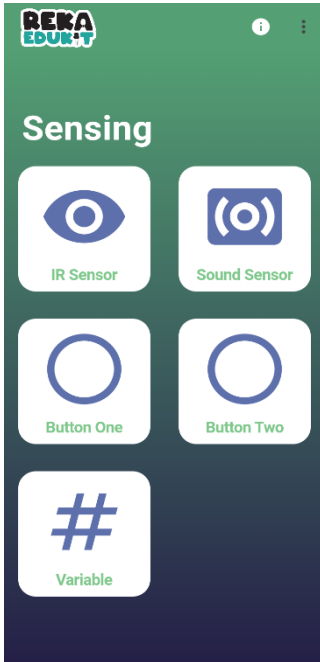 REKA
EDUKIT
Sensing
IR Sensor
Sound Sensor
Button One
Button Two
#
Variable